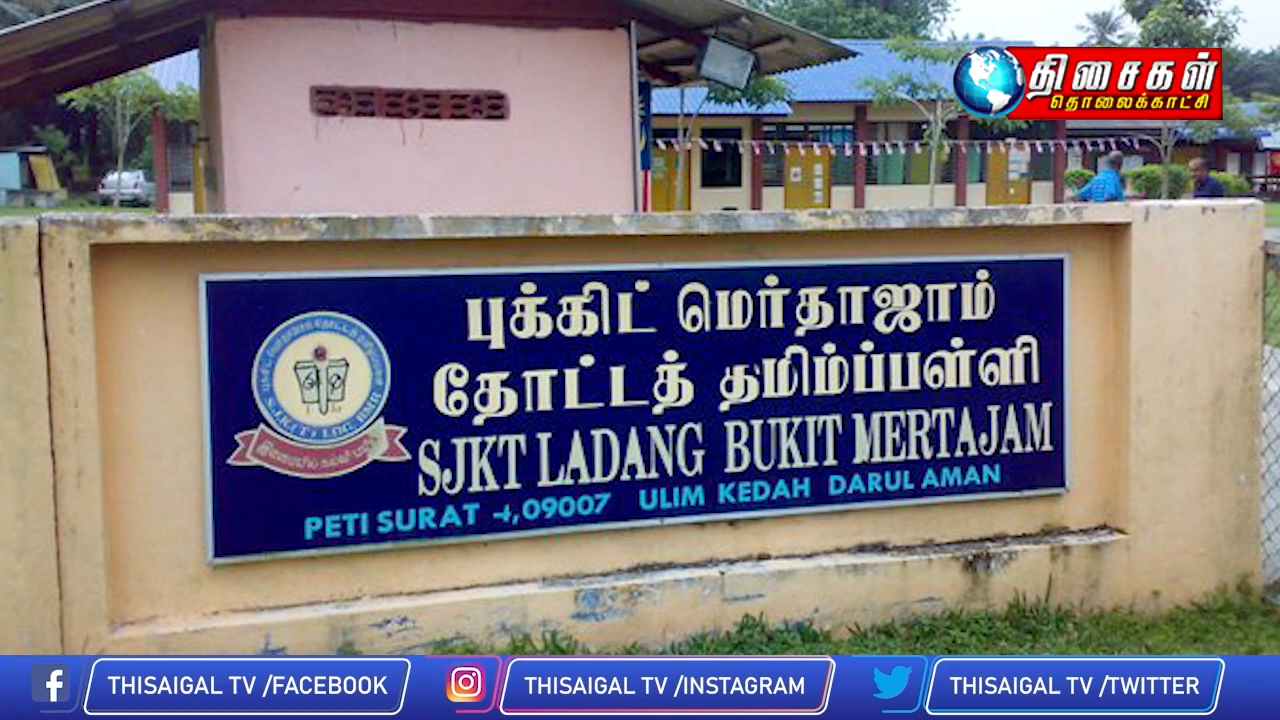 திசைகள்
தொலைக்காட்சி
புக்கிட் மெர்தாஜாம்
தோட்டத் தமிம்ப்பள்ளி
SJKT LADANG BUKIT MERTAJAM
PETI SURAT -4,09007 ULIM KEDAH DARUL AMAN
THISAIGAL TV /FACEBOOK
THISAIGAL TV /INSTAGRAM
THISAIGAL TV /TWITTER